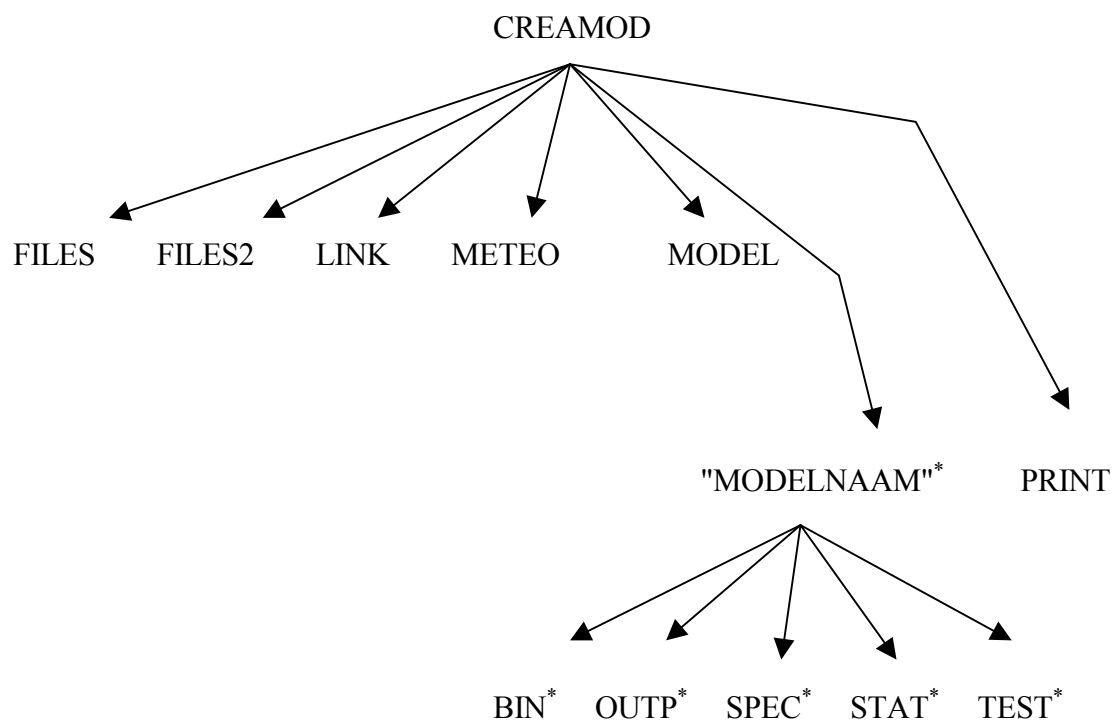 CREAMOD
FILES FILES2 LINK METEO MODEL
"MODELNAAM"* PRINT
BIN* OUTP* SPEC* STAT* TEST*